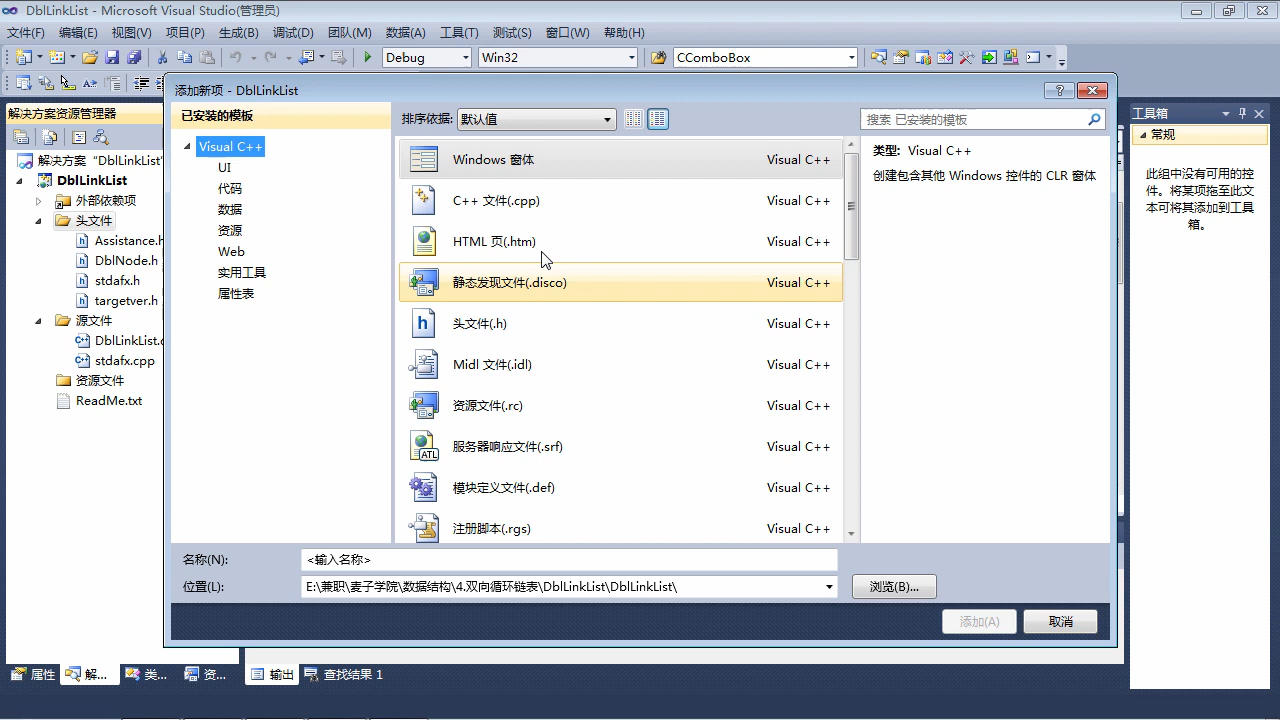 DblLinkList - Microsoft Visual Studio(管理员)
文件(F) 编辑(E) 视图(V) 项目(P) 生成(B) 调试(D) 团队(M) 数据(A) 工具(T) 测试(S) 窗口(W) 帮助(H)
Debug Win32 CComboBox
添加新项 - DblLinkList
解决方案资源管理器
解决方案 "DblLinkList"
DblLinkList
外部依赖项
头文件
Assistance.h
DblNode.h
stdafx.h
targetver.h
源文件
DblLinkList.c
stdafx.cpp
资源文件
ReadMe.txt
已安装的模板
Visual C++
UI
代码
数据
资源
Web
实用工具
属性表
排序依据: 默认值
搜索 已安装的模板
Windows 窗体 Visual C++
C++ 文件(.cpp) Visual C++
HTML 页(.htm) Visual C++
静态发现文件(.disco) Visual C++
头文件(.h) Visual C++
Midl 文件(.idl) Visual C++
资源文件(.rc) Visual C++
服务器响应文件(.srf) Visual C++
模块定义文件(.def) Visual C++
注册脚本(.rgs) Visual C++
类型: Visual C++
创建包含其他 Windows 控件的 CLR 窗体
名称(N): <输入名称>
位置(L): E:\兼职\麦子学院\数据结构\4.双向循环链表\DblLinkList\DblLinkList\
浏览(B)...
添加(A) 取消
工具箱
常规
此组中没有可用的控
件。将某项拖至此文
本可将其添加到工具
箱。
属性 解... 类... 资... 输出 查找结果 1